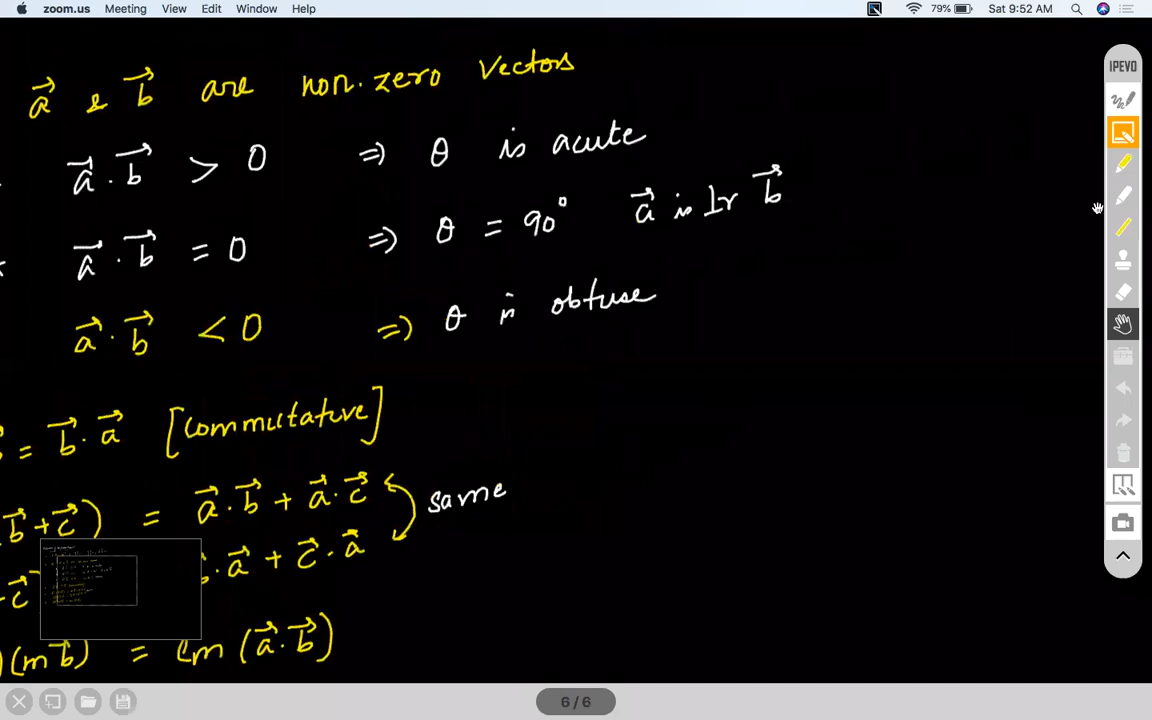 zoom.us Meeting View Edit Window Help 79% Sat 9:52 AM
IPEVO
a⃗ & b⃗ are non-zero vectors
a⃗ · b⃗ > 0 ⇒ θ is acute
a⃗ · b⃗ = 0 ⇒ θ = 90° a⃗ is ⊥r b⃗
a⃗ · b⃗ < 0 ⇒ θ is obtuse
= b⃗ · a⃗ [commutative]
b⃗ + c⃗) = a⃗ · b⃗ + a⃗ · c⃗
same
c⃗ · a⃗ + c⃗ · a⃗
(m b⃗) = lm (a⃗ · b⃗)
6 / 6